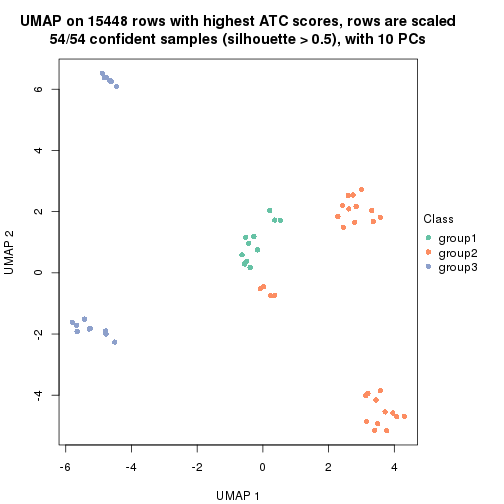 UMAP on 15448 rows with highest ATC scores, rows are scaled
54/54 confident samples (silhouette > 0.5), with 10 PCs
6
4
2
0
-2
-4
UMAP 2
-6
-4
-2
0
2
4
UMAP 1
Class
group1
group2
group3